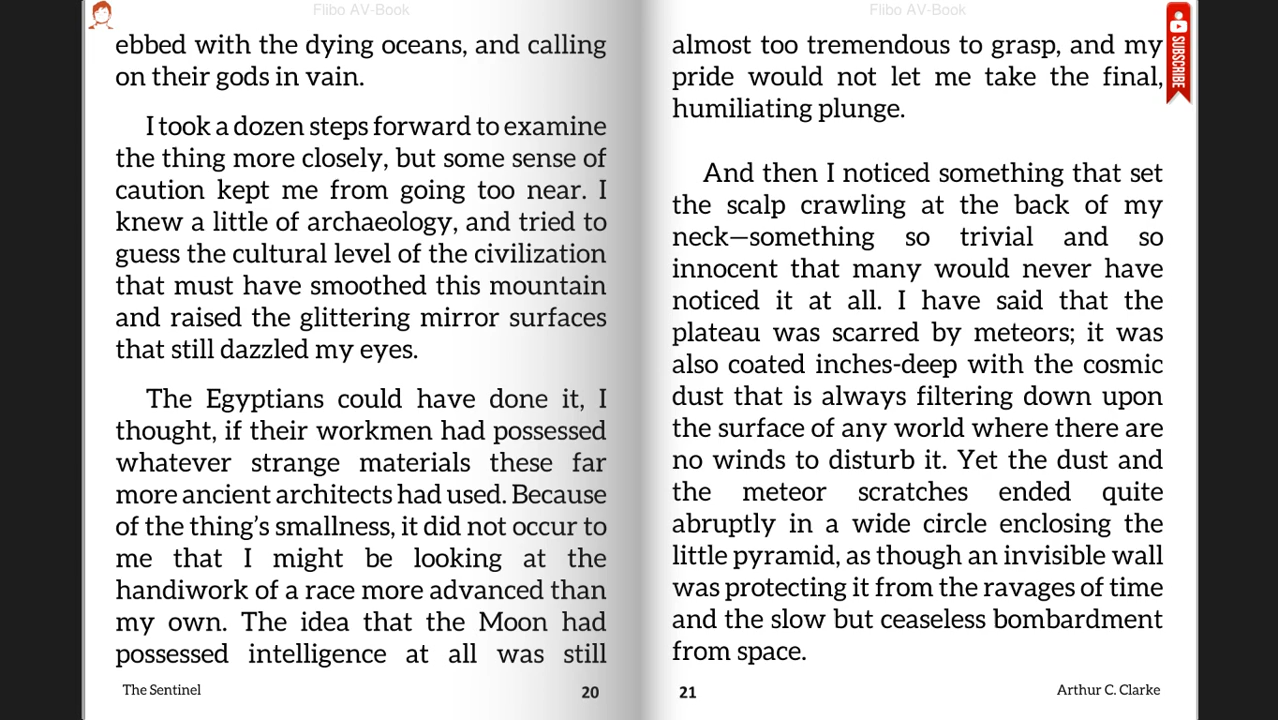 Flibo AV-Book
ebbed with the dying oceans, and calling
on their gods in vain.
I took a dozen steps forward to examine
the thing more closely, but some sense of
caution kept me from going too near. I
knew a little of archaeology, and tried to
guess the cultural level of the civilization
that must have smoothed this mountain
and raised the glittering mirror surfaces
that still dazzled my eyes.
The Egyptians could have done it, I
thought, if their workmen had possessed
whatever strange materials these far
more ancient architects had used. Because
of the thing’s smallness, it did not occur to
me that I might be looking at the
handiwork of a race more advanced than
my own. The idea that the Moon had
possessed intelligence at all was still
The Sentinel
20
Flibo AV-Book
almost too tremendous to grasp, and my
pride would not let me take the final,
humiliating plunge.
And then I noticed something that set
the scalp crawling at the back of my
neck—something so trivial and so
innocent that many would never have
noticed it at all. I have said that the
plateau was scarred by meteors; it was
also coated inches-deep with the cosmic
dust that is always filtering down upon
the surface of any world where there are
no winds to disturb it. Yet the dust and
the meteor scratches ended quite
abruptly in a wide circle enclosing the
little pyramid, as though an invisible wall
was protecting it from the ravages of time
and the slow but ceaseless bombardment
from space.
21
Arthur C. Clarke
SUBSCRIBE